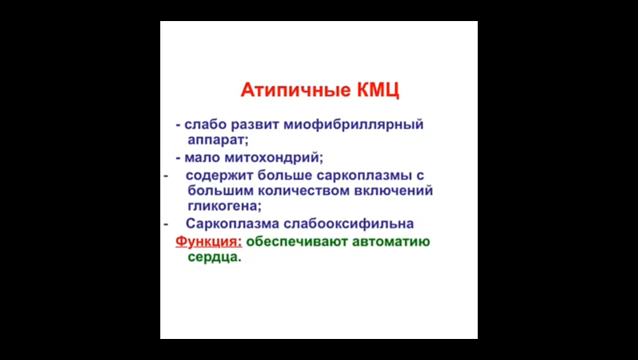 Атипичные КМЦ
- слабо развит миофибриллярный
аппарат;
- мало митохондрий;
- содержит больше саркоплазмы с
большим количеством включений
гликогена;
- Саркоплазма слабооксифильна
Функция: обеспечивают автоматию
сердца.